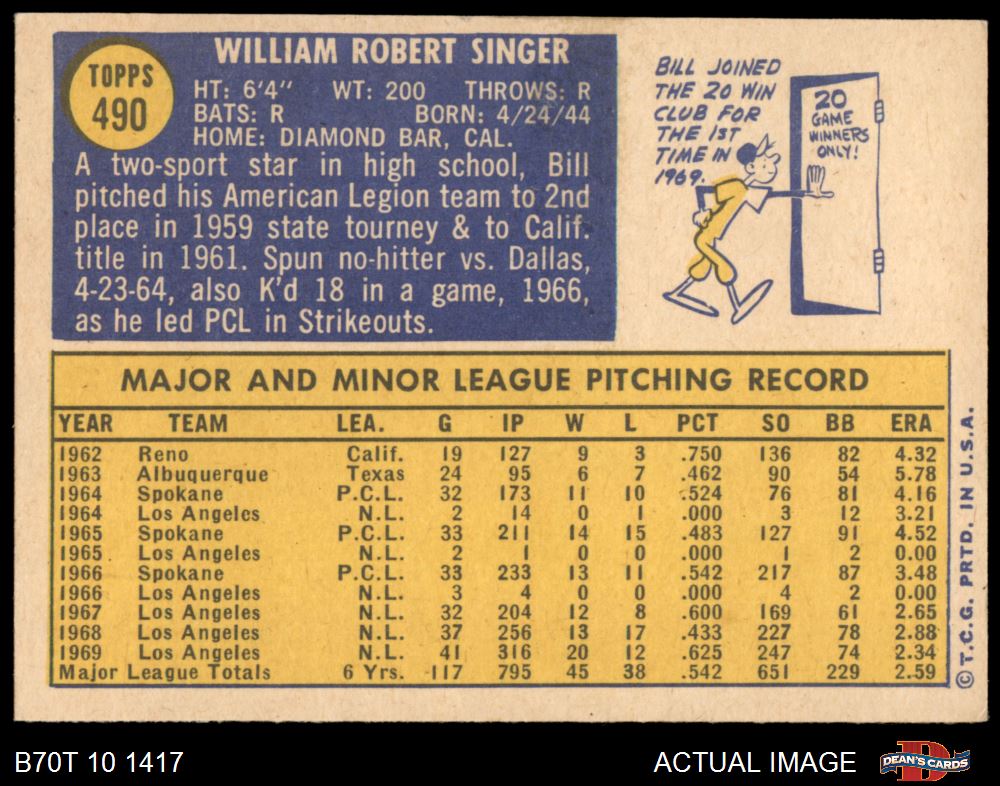 TOPPS
490
WILLIAM ROBERT SINGER
HT: 6'4" WT: 200 THROWS: R
BATS: R BORN: 4/24/44
HOME: DIAMOND BAR, CAL.
A two-sport star in high school, Bill
pitched his American Legion team to 2nd
place in 1959 state tourney & to Calif.
title in 1961. Spun no-hitter vs. Dallas,
4-23-64, also K'd 18 in a game, 1966,
as he led PCL in Strikeouts.
BILL JOINED
THE 20 WIN
CLUB FOR
THE 1ST
TIME IN
1969.
20
GAME
WINNERS
ONLY!
MAJOR AND MINOR LEAGUE PITCHING RECORD
YEAR TEAM LEA. G IP W L PCT SO BB ERA
1962 Reno Calif. 19 127 9 3 .750 136 82 4.32
1963 Albuquerque Texas 24 95 6 7 .462 90 54 5.78
1964 Spokane P.C.L. 32 173 11 10 .524 76 81 4.16
1964 Los Angeles N.L. 2 14 0 1 .000 3 12 3.21
1965 Spokane P.C.L. 33 211 14 15 .483 127 91 4.52
1965 Los Angeles N.L. 2 1 0 0 .000 1 2 0.00
1966 Spokane P.C.L. 33 233 13 11 .542 217 87 3.48
1966 Los Angeles N.L. 3 4 0 0 .000 4 2 0.00
1967 Los Angeles N.L. 32 204 12 8 .600 169 61 2.65
1968 Los Angeles N.L. 37 256 13 17 .433 227 78 2.88
1969 Los Angeles N.L. 41 316 20 12 .625 247 74 2.34
Major League Totals 6 Yrs. 117 795 45 38 .542 651 229 2.59
© T.C.G. PRTD. IN U.S.A.
B70T 10 1417
ACTUAL IMAGE
D
DEAN'S CARDS